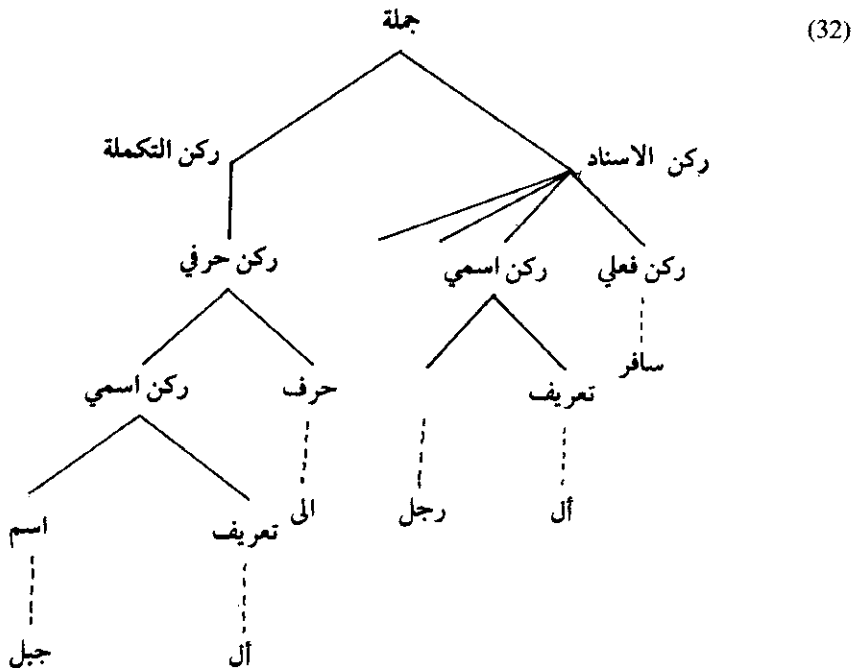 (32)
جملة
ركن الاسناد ركن التكملة
ركن فعلي ركن اسمي ركن حرفي
سافر تعريف حرف ركن اسمي
أل رجل الى تعريف اسم
أل جبل